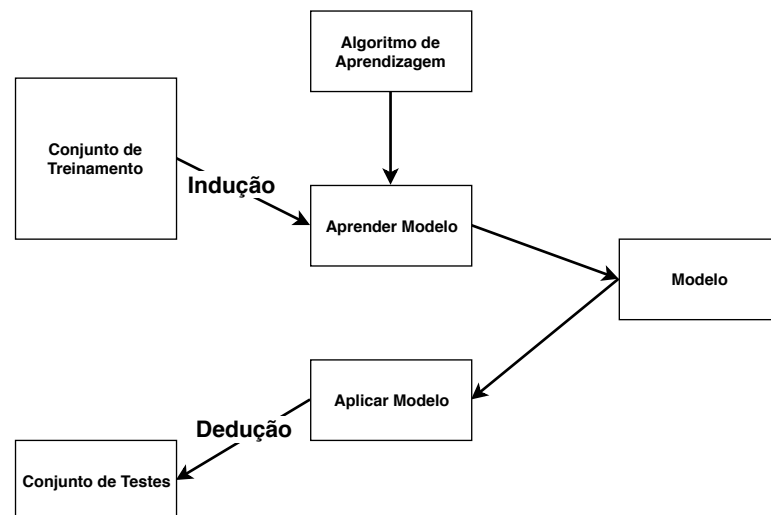 Algoritmo de
Aprendizagem
Conjunto de
Treinamento
Indução
Aprender Modelo
Modelo
Aplicar Modelo
Dedução
Conjunto de Testes